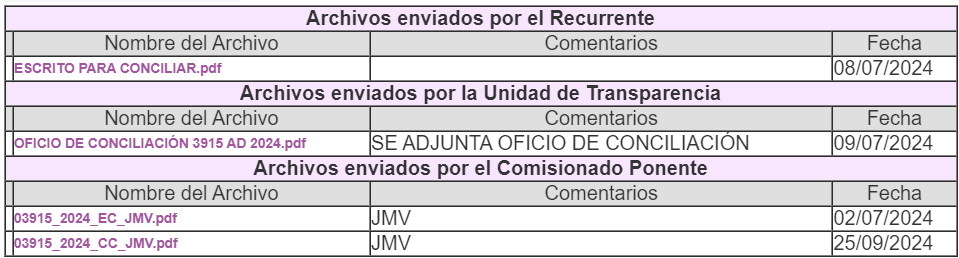 Archivos enviados por el Recurrente
Nombre del Archivo Comentarios Fecha
ESCRITO PARA CONCILIAR.pdf 08/07/2024
Archivos enviados por la Unidad de Transparencia
Nombre del Archivo Comentarios Fecha
OFICIO DE CONCILIACIÓN 3915 AD 2024.pdf SE ADJUNTA OFICIO DE CONCILIACIÓN 09/07/2024
Archivos enviados por el Comisionado Ponente
Nombre del Archivo Comentarios Fecha
03915_2024_EC_JMV.pdf JMV 02/07/2024
03915_2024_CC_JMV.pdf JMV 25/09/2024